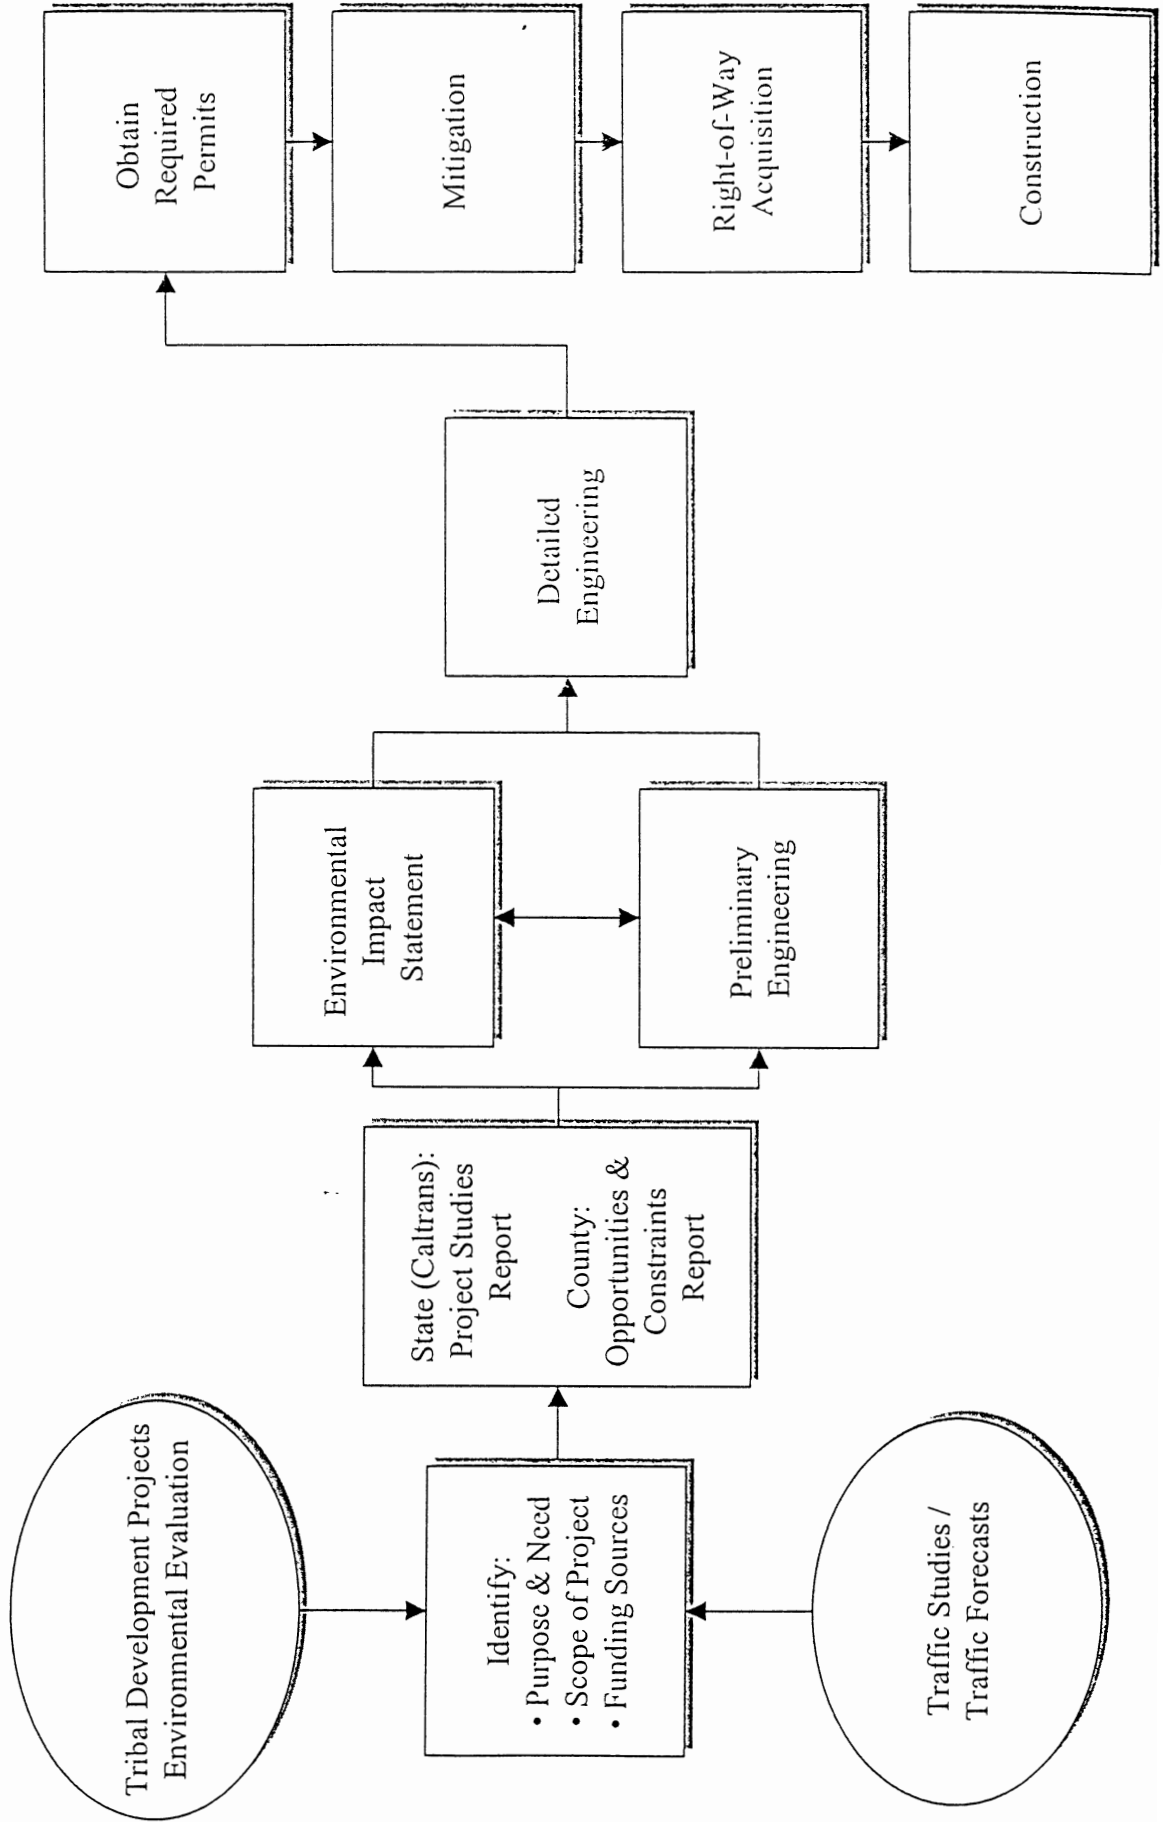 Tribal Development Projects
Environmental Evaluation
Identify:
• Purpose & Need
• Scope of Project
• Funding Sources
Traffic Studies /
Traffic Forecasts
State (Caltrans):
Project Studies
Report
County:
Opportunities &
Constraints
Report
Environmental
Impact
Statement
Preliminary
Engineering
Detailed
Engineering
Obtain
Required
Permits
Mitigation
Right-of-Way
Acquisition
Construction